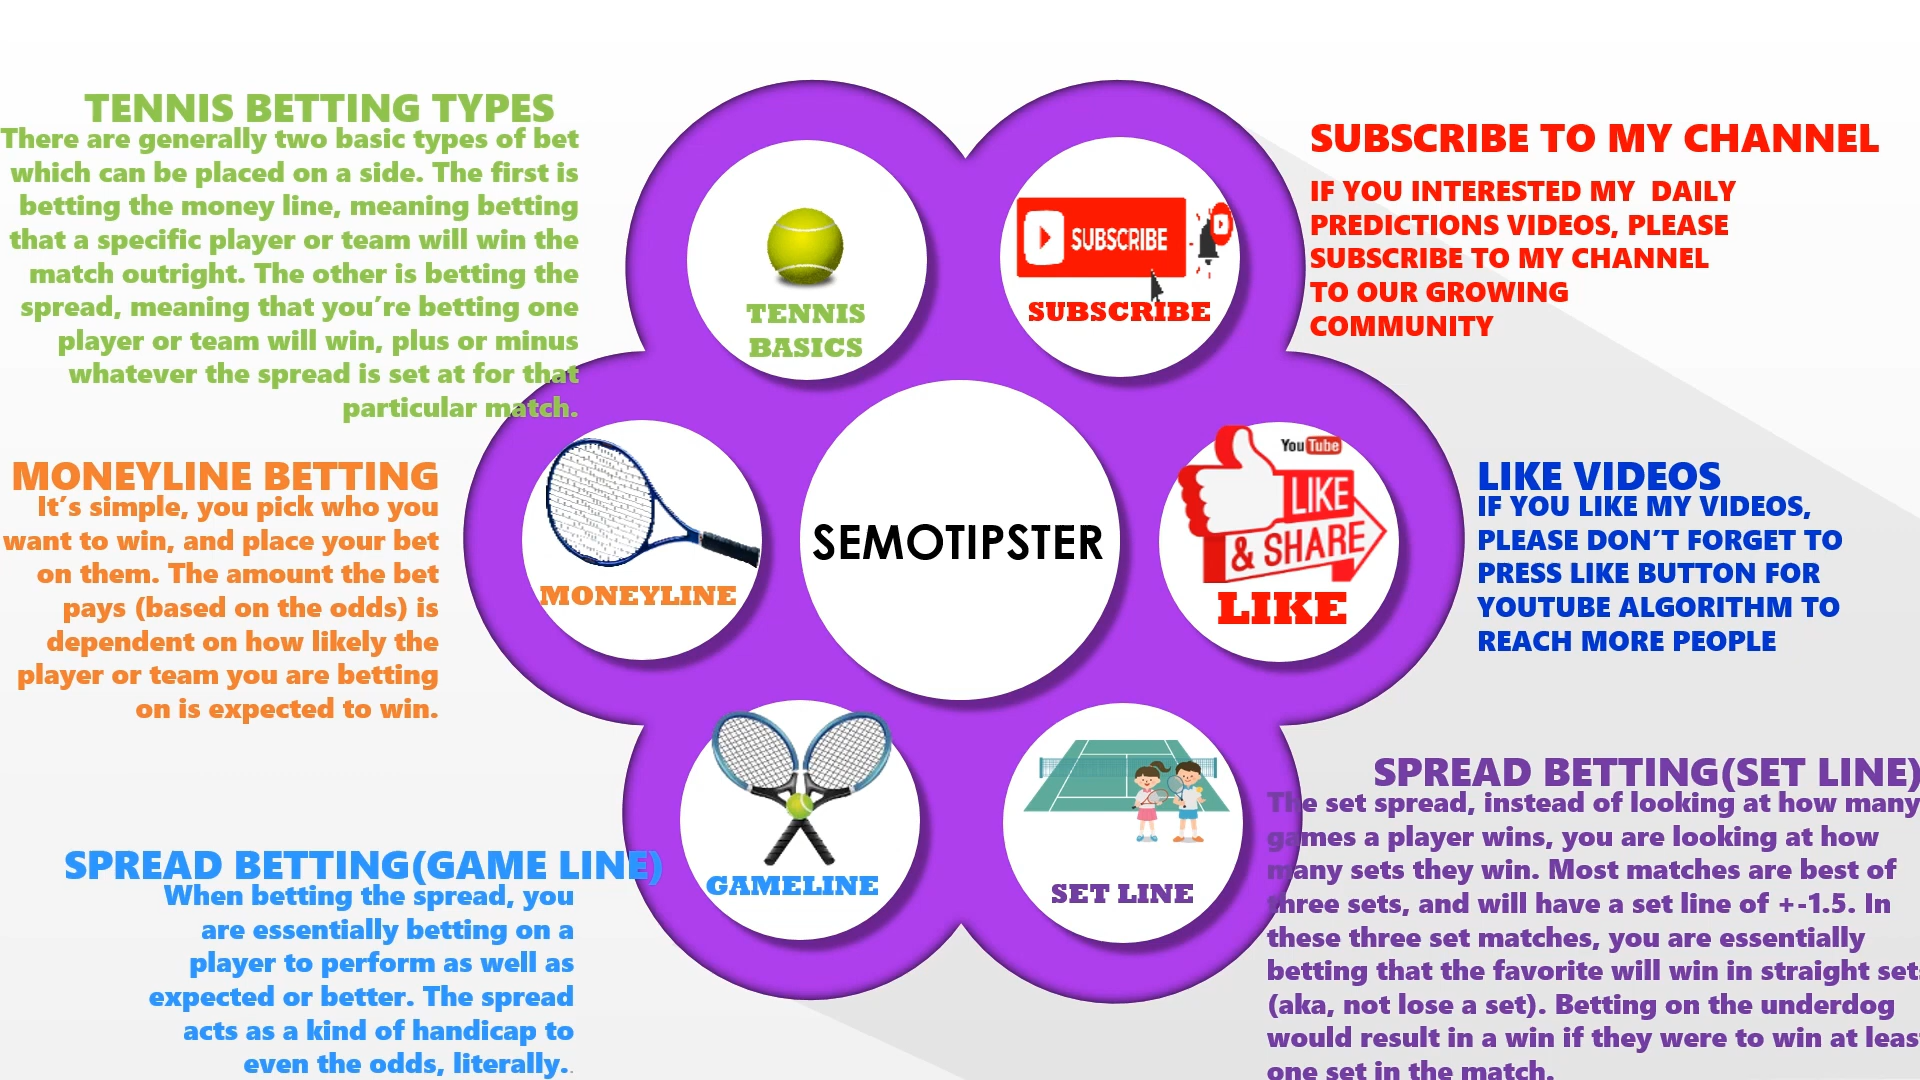 TENNIS BETTING TYPES
There are generally two basic types of bet
which can be placed on a side. The first is
betting the money line, meaning betting
that a specific player or team will win the
match outright. The other is betting the
spread, meaning that you’re betting one
player or team will win, plus or minus
whatever the spread is set at for that
particular match.
MONEYLINE BETTING
It’s simple, you pick who you
want to win, and place your bet
on them. The amount the bet
pays (based on the odds) is
dependent on how likely the
player or team you are betting
on is expected to win.
SPREAD BETTING(GAME LINE)
When betting the spread, you
are essentially betting on a
player to perform as well as
expected or better. The spread
acts as a kind of handicap to
even the odds, literally..
TENNIS
BASICS
SUBSCRIBE
SUBSCRIBE
MONEYLINE
SEMOTIPSTER
YouTube
LIKE
& SHARE
LIKE
GAMELINE
SET LINE
SUBSCRIBE TO MY CHANNEL
IF YOU INTERESTED MY DAILY
PREDICTIONS VIDEOS, PLEASE
SUBSCRIBE TO MY CHANNEL
TO OUR GROWING
COMMUNITY
LIKE VIDEOS
IF YOU LIKE MY VIDEOS,
PLEASE DON’T FORGET TO
PRESS LIKE BUTTON FOR
YOUTUBE ALGORITHM TO
REACH MORE PEOPLE
SPREAD BETTING(SET LINE)
The set spread, instead of looking at how many
games a player wins, you are looking at how
many sets they win. Most matches are best of
three sets, and will have a set line of +-1.5. In
these three set matches, you are essentially
betting that the favorite will win in straight sets
(aka, not lose a set). Betting on the underdog
would result in a win if they were to win at least
one set in the match.